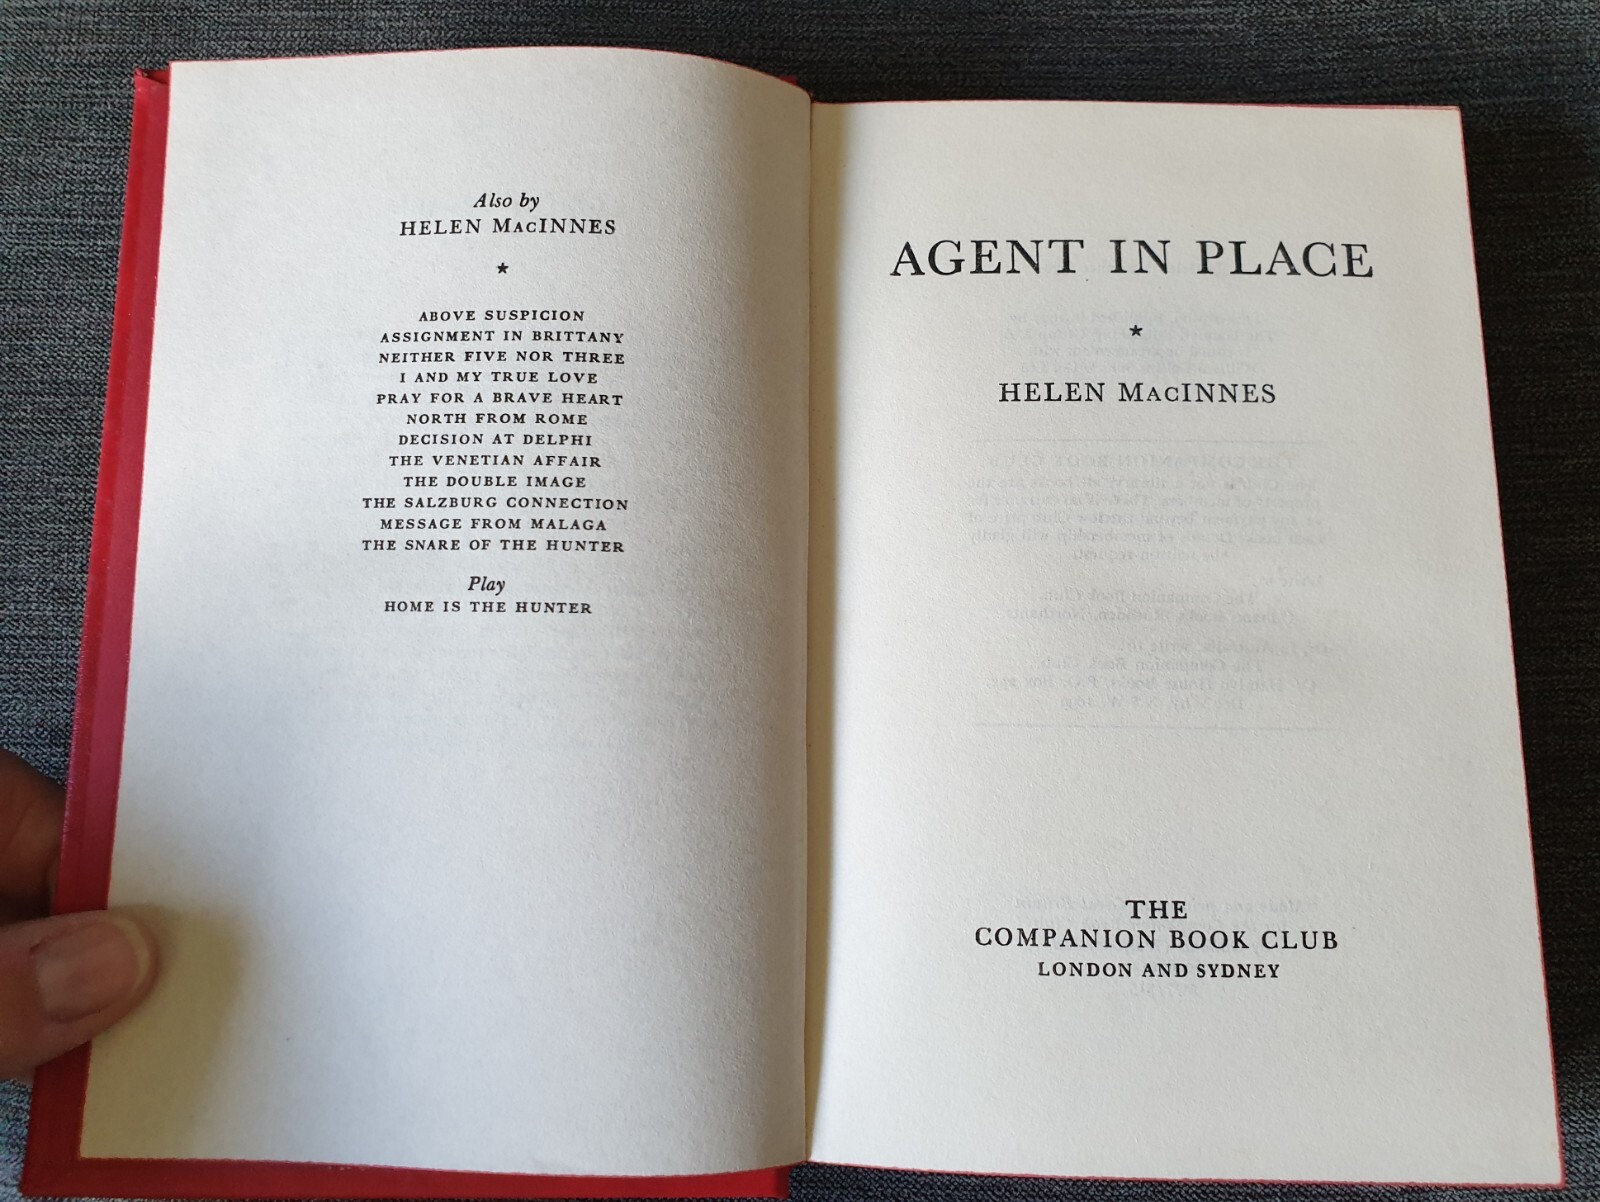 Also by
HELEN MacINNES
★
ABOVE SUSPICION
ASSIGNMENT IN BRITTANY
NEITHER FIVE NOR THREE
I AND MY TRUE LOVE
PRAY FOR A BRAVE HEART
NORTH FROM ROME
DECISION AT DELPHI
THE VENETIAN AFFAIR
THE DOUBLE IMAGE
THE SALZBURG CONNECTION
MESSAGE FROM MALAGA
THE SNARE OF THE HUNTER
Play
HOME IS THE HUNTER
AGENT IN PLACE
★
HELEN MacINNES
THE
COMPANION BOOK CLUB
LONDON AND SYDNEY